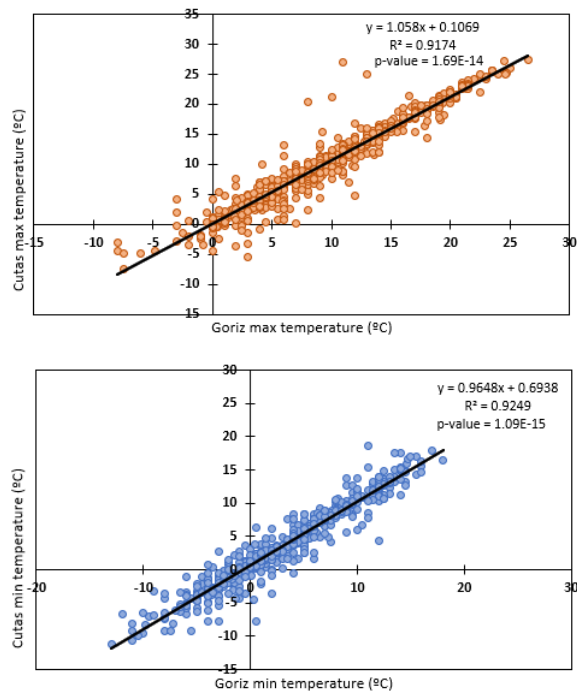 35
30
25
20
15
10
5
0
-5
-10
15
y = 1.058x + 0.1069
R² = 0.9174
p-value = 1.69E-14
-15 -10 -5 0 5 10 15 20 25 30
Cutas max temperature (ºC)
Goriz max temperature (ºC)
30
25
20
15
10
5
0
-5
-10
-15
y = 0.9648x + 0.6938
R² = 0.9249
p-value = 1.09E-15
-20 -10 0 10 20 30
Cutas min temperature (ºC)
Goriz min temperature (ºC)